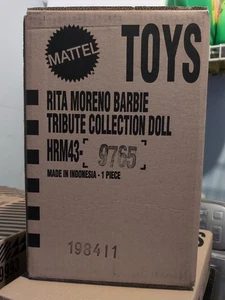 MATTEL
TOYS
RITA MORENO BARBIE
TRIBUTE COLLECTION DOLL
HRM43- 9765
MADE IN INDONESIA - 1 PIECE
198411